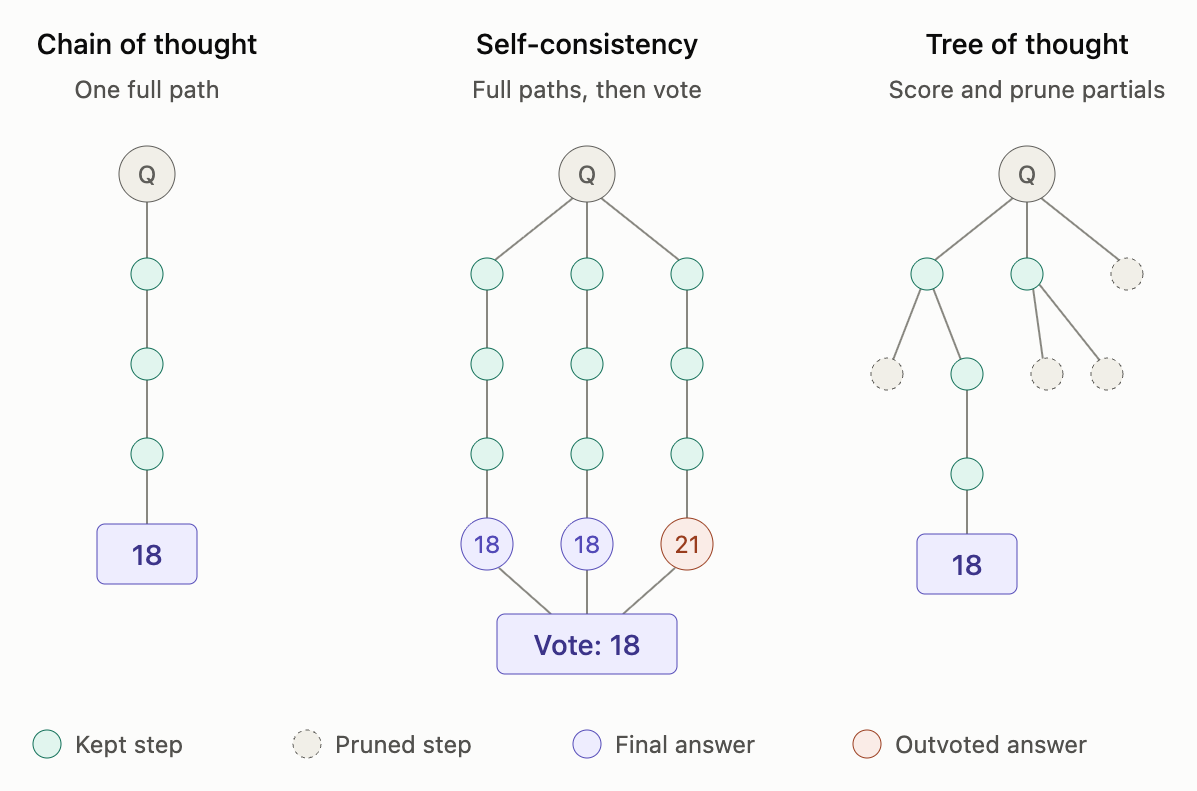 Chain of thought
One full path
Q
18
Self-consistency
Full paths, then vote
Q
18
18
21
Vote: 18
Tree of thought
Score and prune partials
Q
18
Kept step
Pruned step
Final answer
Outvoted answer